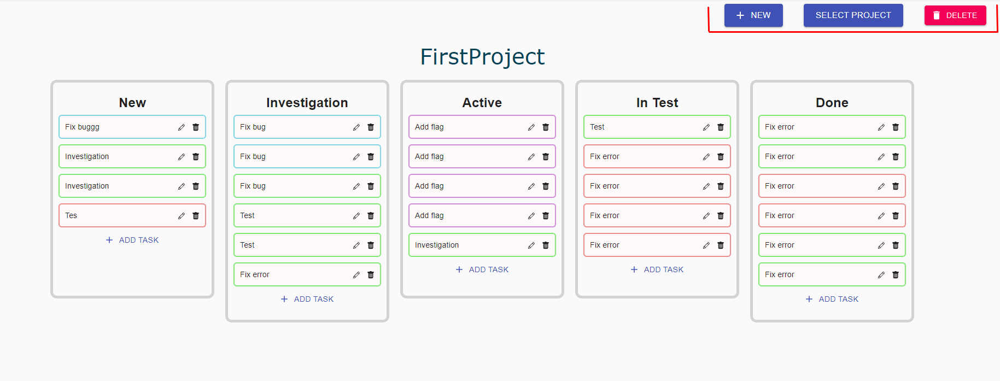 NEW
SELECT PROJECT
DELETE
FirstProject
New
Fix buggg
Investigation
Investigation
Tes
ADD TASK
Investigation
Fix bug
Fix bug
Fix bug
Test
Test
Fix error
ADD TASK
Active
Add flag
Add flag
Add flag
Add flag
Investigation
ADD TASK
In Test
Test
Fix error
Fix error
Fix error
Fix error
ADD TASK
Done
Fix error
Fix error
Fix error
Fix error
Fix error
Fix error
ADD TASK